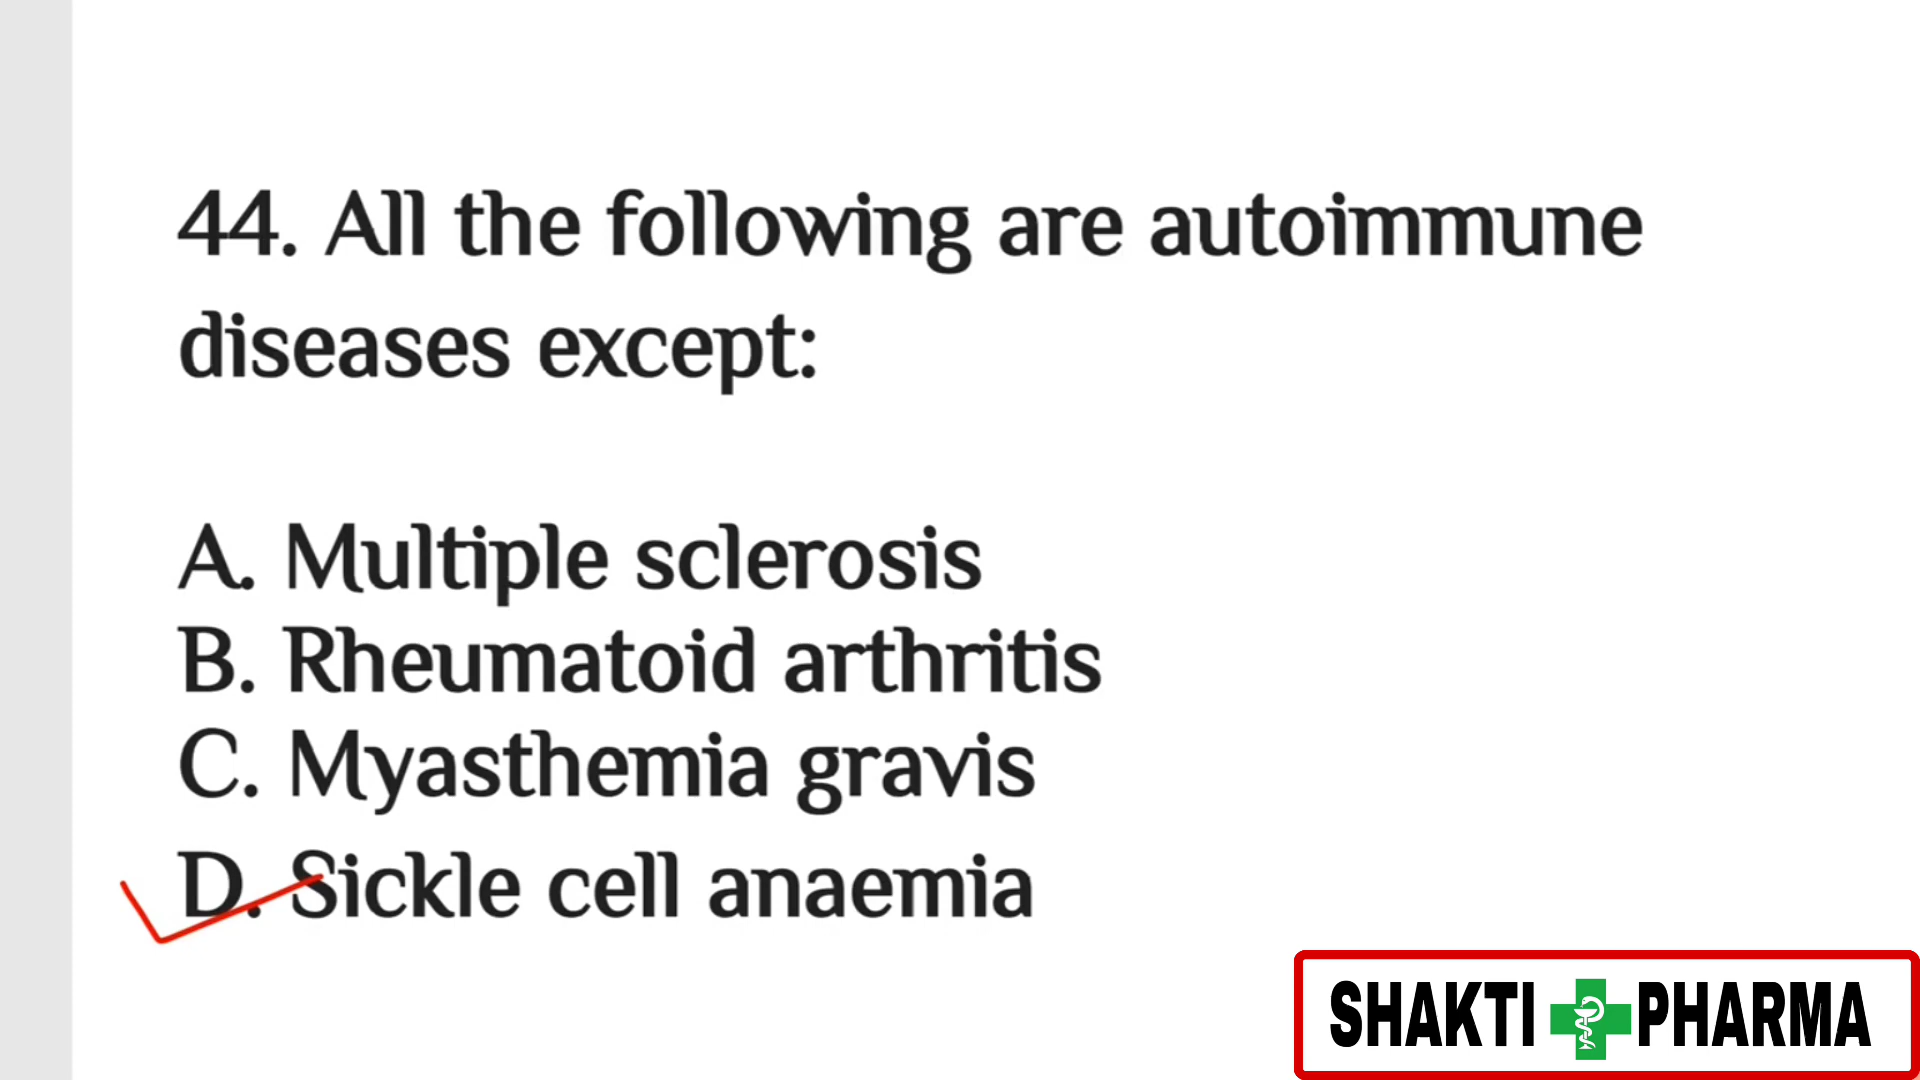 44. All the following are autoimmune
diseases except:
A. Multiple sclerosis
B. Rheumatoid arthritis
C. Myasthemia gravis
D. Sickle cell anaemia
SHAKTI PHARMA